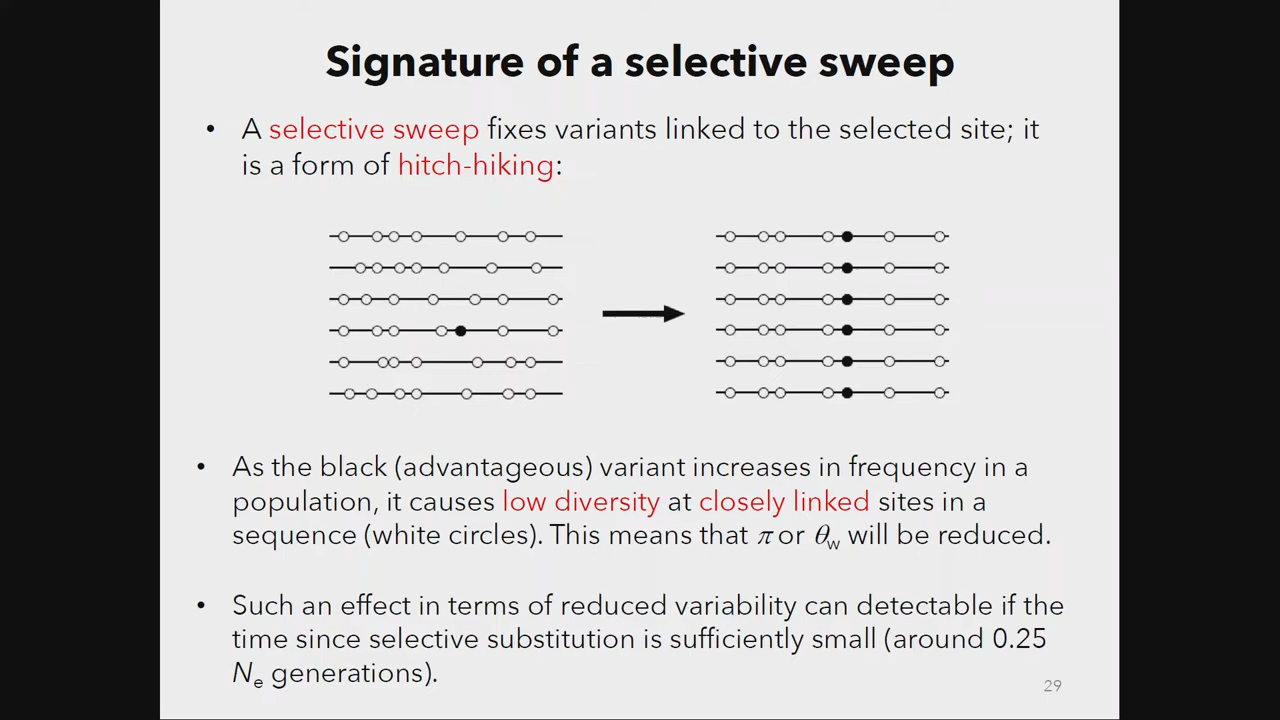 Signature of a selective sweep
• A selective sweep fixes variants linked to the selected site; it
is a form of hitch-hiking:
• As the black (advantageous) variant increases in frequency in a
population, it causes low diversity at closely linked sites in a
sequence (white circles). This means that π or θw will be reduced.
• Such an effect in terms of reduced variability can detectable if the
time since selective substitution is sufficiently small (around 0.25
Ne generations).
29